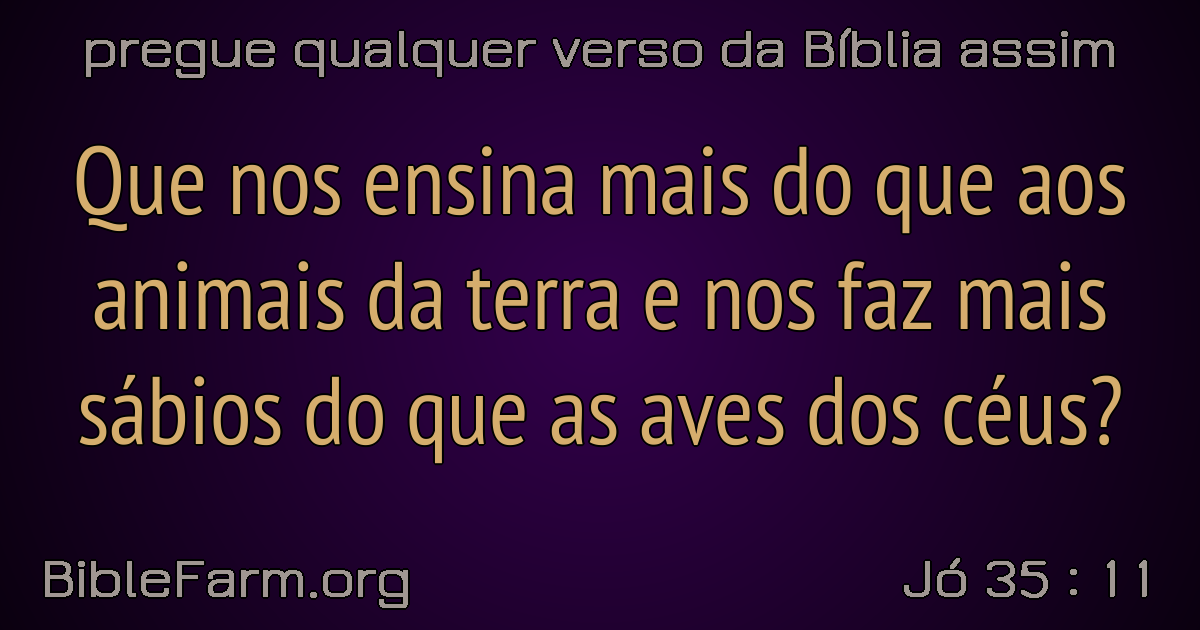 pregue qualquer verso da Bíblia assim
Que nos ensina mais do que aos
animais da terra e nos faz mais
sábios do que as aves dos céus?
BibleFarm.org
Jó 35 : 11